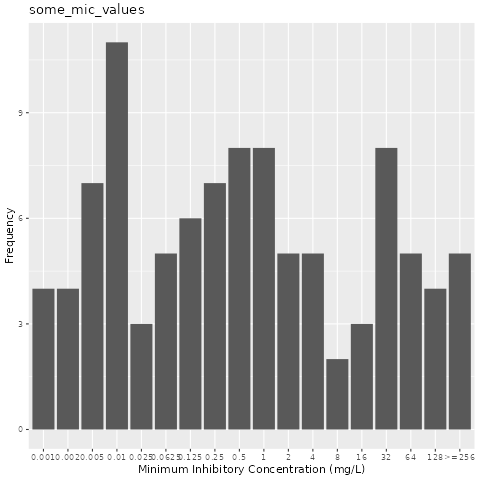 some_mic_values
Frequency
9
6
3
0
0.001 0.002 0.005 0.01 0.025 0.0625 0.125 0.25 0.5 1 2 4 8 16 32 64 128 >=256
Minimum Inhibitory Concentration (mg/L)